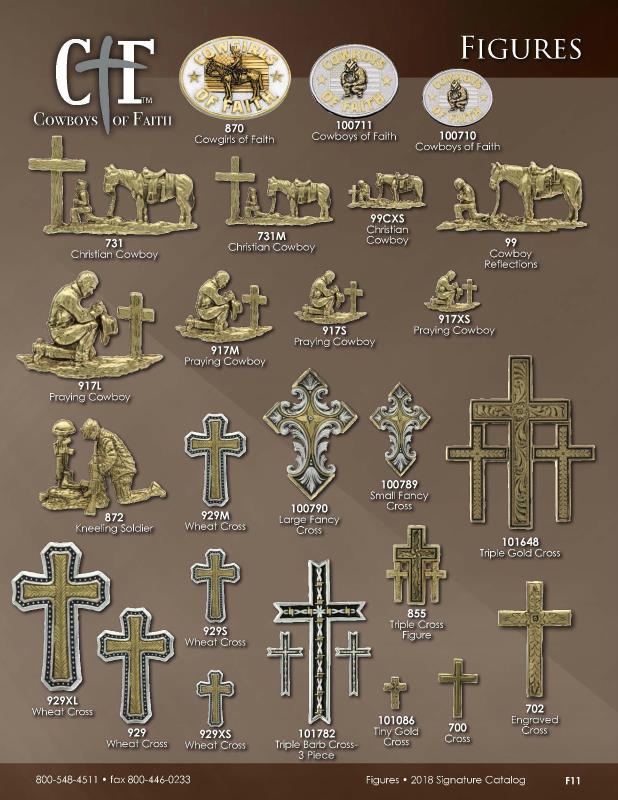 CTF™
COWBOYS OF FAITH
FIGURES
COWGIRLS
OF FAITH
COWBOYS
OF FAITH
COWBOYS
OF FAITH
870
Cowgirls of Faith
100711
Cowboys of Faith
100710
Cowboys of Faith
731
Christian Cowboy
731M
Christian Cowboy
99CXS
Christian
Cowboy
99
Cowboy
Reflections
917L
Praying Cowboy
917M
Praying Cowboy
917S
Praying Cowboy
917XS
Praying Cowboy
872
Kneeling Soldier
929M
Wheat Cross
100790
Large Fancy
Cross
100789
Small Fancy
Cross
101648
Triple Gold Cross
929XL
Wheat Cross
929
Wheat Cross
929S
Wheat Cross
929XS
Wheat Cross
101782
Triple Barb Cross-
3 Piece
855
Triple Cross
Figure
101086
Tiny Gold
Cross
700
Cross
702
Engraved
Cross
800-548-4511 • fax 800-446-0233
Figures • 2018 Signature Catalog
F11